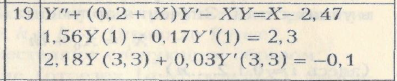 19 Y″+ (0,2 + X)Y′− XY=X− 2,47
1,56Y(1) − 0,17Y′(1) = 2,3
2,18Y(3,3) + 0,03Y′(3,3) = −0,1